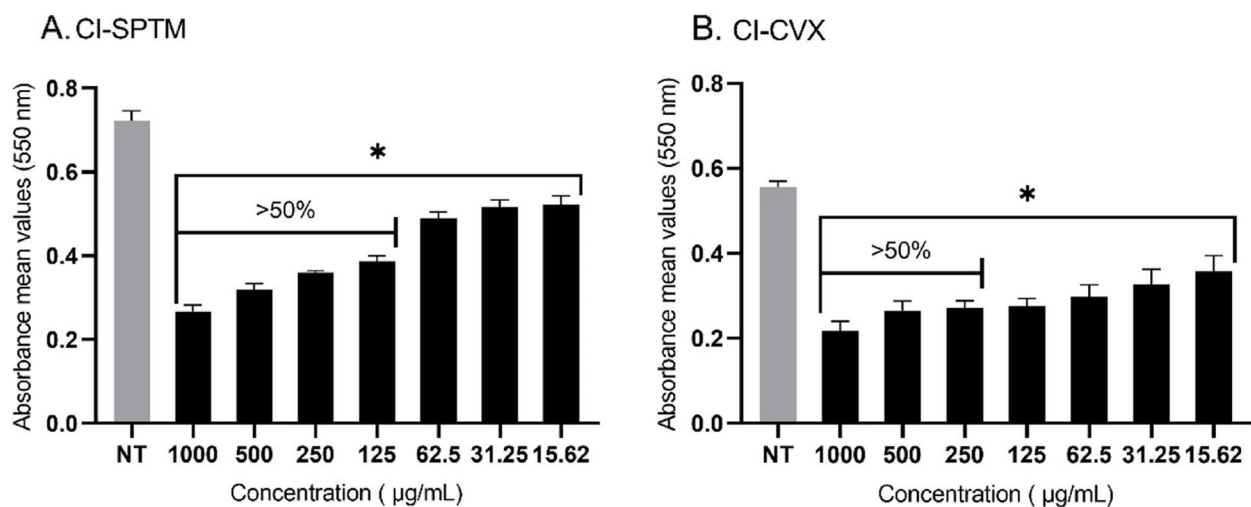 A. CI-SPTM
Absorbance mean values (550 nm)
0.8
0.6
0.4
0.2
0.0
*
>50%
NT 1000 500 250 125 62.5 31.25 15.62
Concentration ( µg/mL)
B. CI-CVX
Absorbance mean values (550 nm)
0.8
0.6
0.4
0.2
0.0
*
>50%
NT 1000 500 250 125 62.5 31.25 15.62
Concentration ( µg/mL)